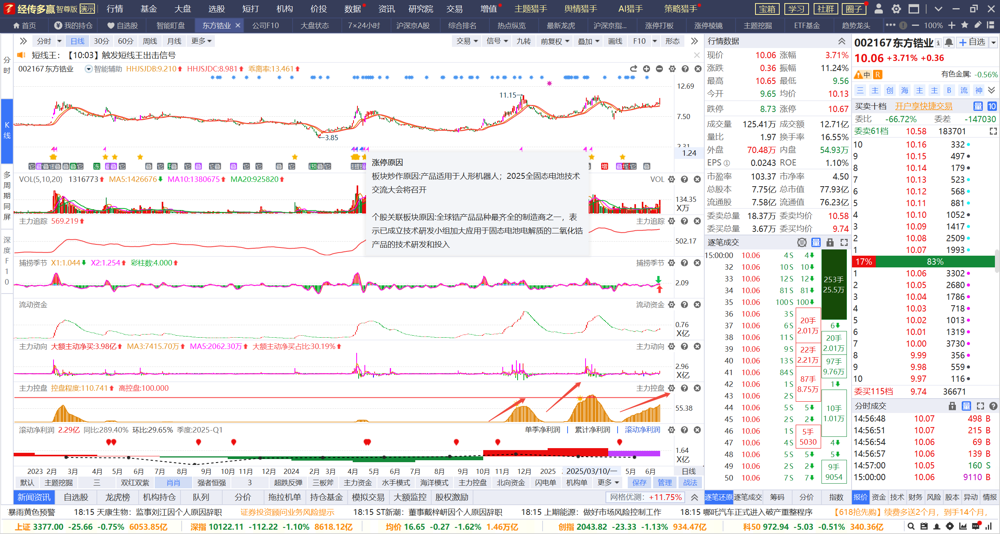 经传多赢 智尊版 演示 行情 基金 大盘 选股 短打 机构 价投 数据 资讯 研究院 交易 增值 主题猎手 舆情猎手 AI猎手 策略猎手 宝箱 学习 社群 圈子
首页 我的持仓 自选股 智能盯盘 东方锆业 公司F10 大盘状态 7×24小时 沪深京A股 综合排名 热点纵览 最新龙虎 沪深京指... 涨停打板 涨停棱镜 主题挖掘 ETF基金 趋势龙头 100%
分时
K线
多周期同屏
深度F10
分时 日线 30分 60分 周线 月线 更多 交易 信号 九转 前复权 叠加 画线 F10 形态
短线王：【10:03】触发短线王出击信号
002167 东方锆业 智能辅助 HHJSJDB:9.210 HHJSJDC:8.981 乖离率:13.461
12.69
11.15
7.50
3.85
1.24
涨停原因
板块炒作原因:产品适用于人形机器人；2025全固态电池技术
交流大会将召开
个股关联板块原因:全球锆产品品种最齐全的制造商之一，表
示已成立技术研发小组加大应用于固态电池电解质的二氧化锆
产品的技术研发和投入
VOL(5,10,20) 1316773 MA5:1426676 MA10:1380675 MA20:925820 VOL
134.35
X万
主力追踪 569.219 主力追踪
502.17
捕捞季节 X1:1.044 X2:1.254 彩柱数:4.000 捕捞季节
2.09
流动资金 流动资金
0.76
X亿
主力动向 大额主动净买:3.98亿 MA3:7415.70万 MA5:2062.30万 大额主动净买占比:30.19% 主力动向
2.96
X亿
主力控盘 控盘程度:110.741 高控盘:100.000 主力控盘
55.38
滚动净利润 2.29亿 同比:289.40% 环比:29.65% 季度:2025-Q1 单季净利润 累计净利润 滚动净利润
1.64
X亿
2023 2月 3月 4月 5月 6月 7月 8月 9月 10月 11月 12月 2024 2月 3月 4月 5月 6月 7月 8月 9月 10月 11月 12月 2025 2025/03/10/一 5月 6月 日线
默认 主题挖掘 三 双红双紫 肖肖 强者恒强 3 超跌反弹 三板斧 主力资金 水手模式 海洋模式 主力控盘 北向资金 闪电单 机构单 更多 保存 管理 战法
新闻资讯 自选股 龙虎榜 机构持仓 队列 分价 拖拉机单 持仓基金 模拟交易 大额监控 股权激励 网格优测：+11.75%
行情数据
现价 10.06 涨幅 3.71%
涨跌 0.36 振幅 11.24%
最高 10.65 最低 9.56
今开 9.65 均价 10.13
跌停 8.73 涨停 10.67
成交量 125.41万 成交额 12.71亿
量比 1.97 换手率 16.55%
外盘 70.48万 内盘 54.93万
EPS① 0.0243 ROE 1.10%
市盈率 103.37 市净率 4.50
总股本 7.75亿 总市值 77.93亿
流通股 7.58亿 流通值 76.23亿
委卖总量 18.37万 委卖均价 10.58
委买总量 3.67万 委买均价 9.74
逐笔成交 单 量
15:00:00 10.06 4 S 4
32 10.06 10 S 10
33 10.06 12 S 12
34 10.06 81 S 81
35 10.06 100 S 100
36 10.06 3 S
37 10.06 6 S
38 10.06 11 S
39 10.06 9 S
40 10.06 13 S
41 10.06 84 S
42 10.06 1 S
43 10.06 2 S
44 10.06 5 S 5
45 10.06 2 S 2
46 10.06 1 S
47 10.06 4 S
48 10.06 5 S 5
49 10.06 2 S 2
50 10.06 7 S 7
20手
2.01万
22手
2.21万
87手
8.75万
5手
5030
253手
25.5万
6
20手
2.01万
97手
9.76万
1
10手
1.01万
4
5
9手
9054
逐笔还原 逐笔成交 筹码 分价 指数
002167 东方锆业 自选
10.06 +3.71% +0.36
中 R 有色金属: -0.56%
三 主 创 海 主 主 B 流 神
买卖十档 开户享快捷交易 量 10
委比 -66.72% 委差 -147030
委卖61档 10.58 183701
10 10.16 332
9 10.15 497
8 10.14 179
7 10.13 523
6 10.12 568
5 10.11 881
4 10.10 1052
3 10.09 1417
2 10.08 2509
1 10.07 1993
17% 83%
1 10.06 3302
2 10.05 2680
3 10.04 1786
4 10.03 718
5 10.02 1013
6 10.01 1319
7 10.00 3730
8 9.99 356
9 9.98 559
10 9.97 116
委买115档 9.74 36671
分时成交 量
14:56:48 10.07 498 B
14:56:51 10.07 215 B
14:56:54 10.06 69 B
14:56:57 10.06 139 B
14:57:00 10.05 160 S
15:00:00 10.06 9110 B
报价 资金 技术 财务 风险 股本 异动 情报
暴雨黄色预警 18:15 天康生物：监事刘江因个人原因辞职 证券投资顾问业务风险提示 18:15 ST新潮：董事戴梓岍因个人原因辞职 18:15 上期能源：做好市场风险控制工作 18:15 哪吒汽车正式进入破产重整程序 【618抢先购】续费多送2个月，到手14个月，
上证 3377.00 -25.66 -0.75% 6053.85亿 深指 10122.11 -112.22 -1.10% 8618.12亿 均价 16.65 -0.27 -1.62% 1.46万亿 创指 2043.82 -23.33 -1.13% 934.47亿 科50 972.94 -5.03 -0.51% 340.36亿